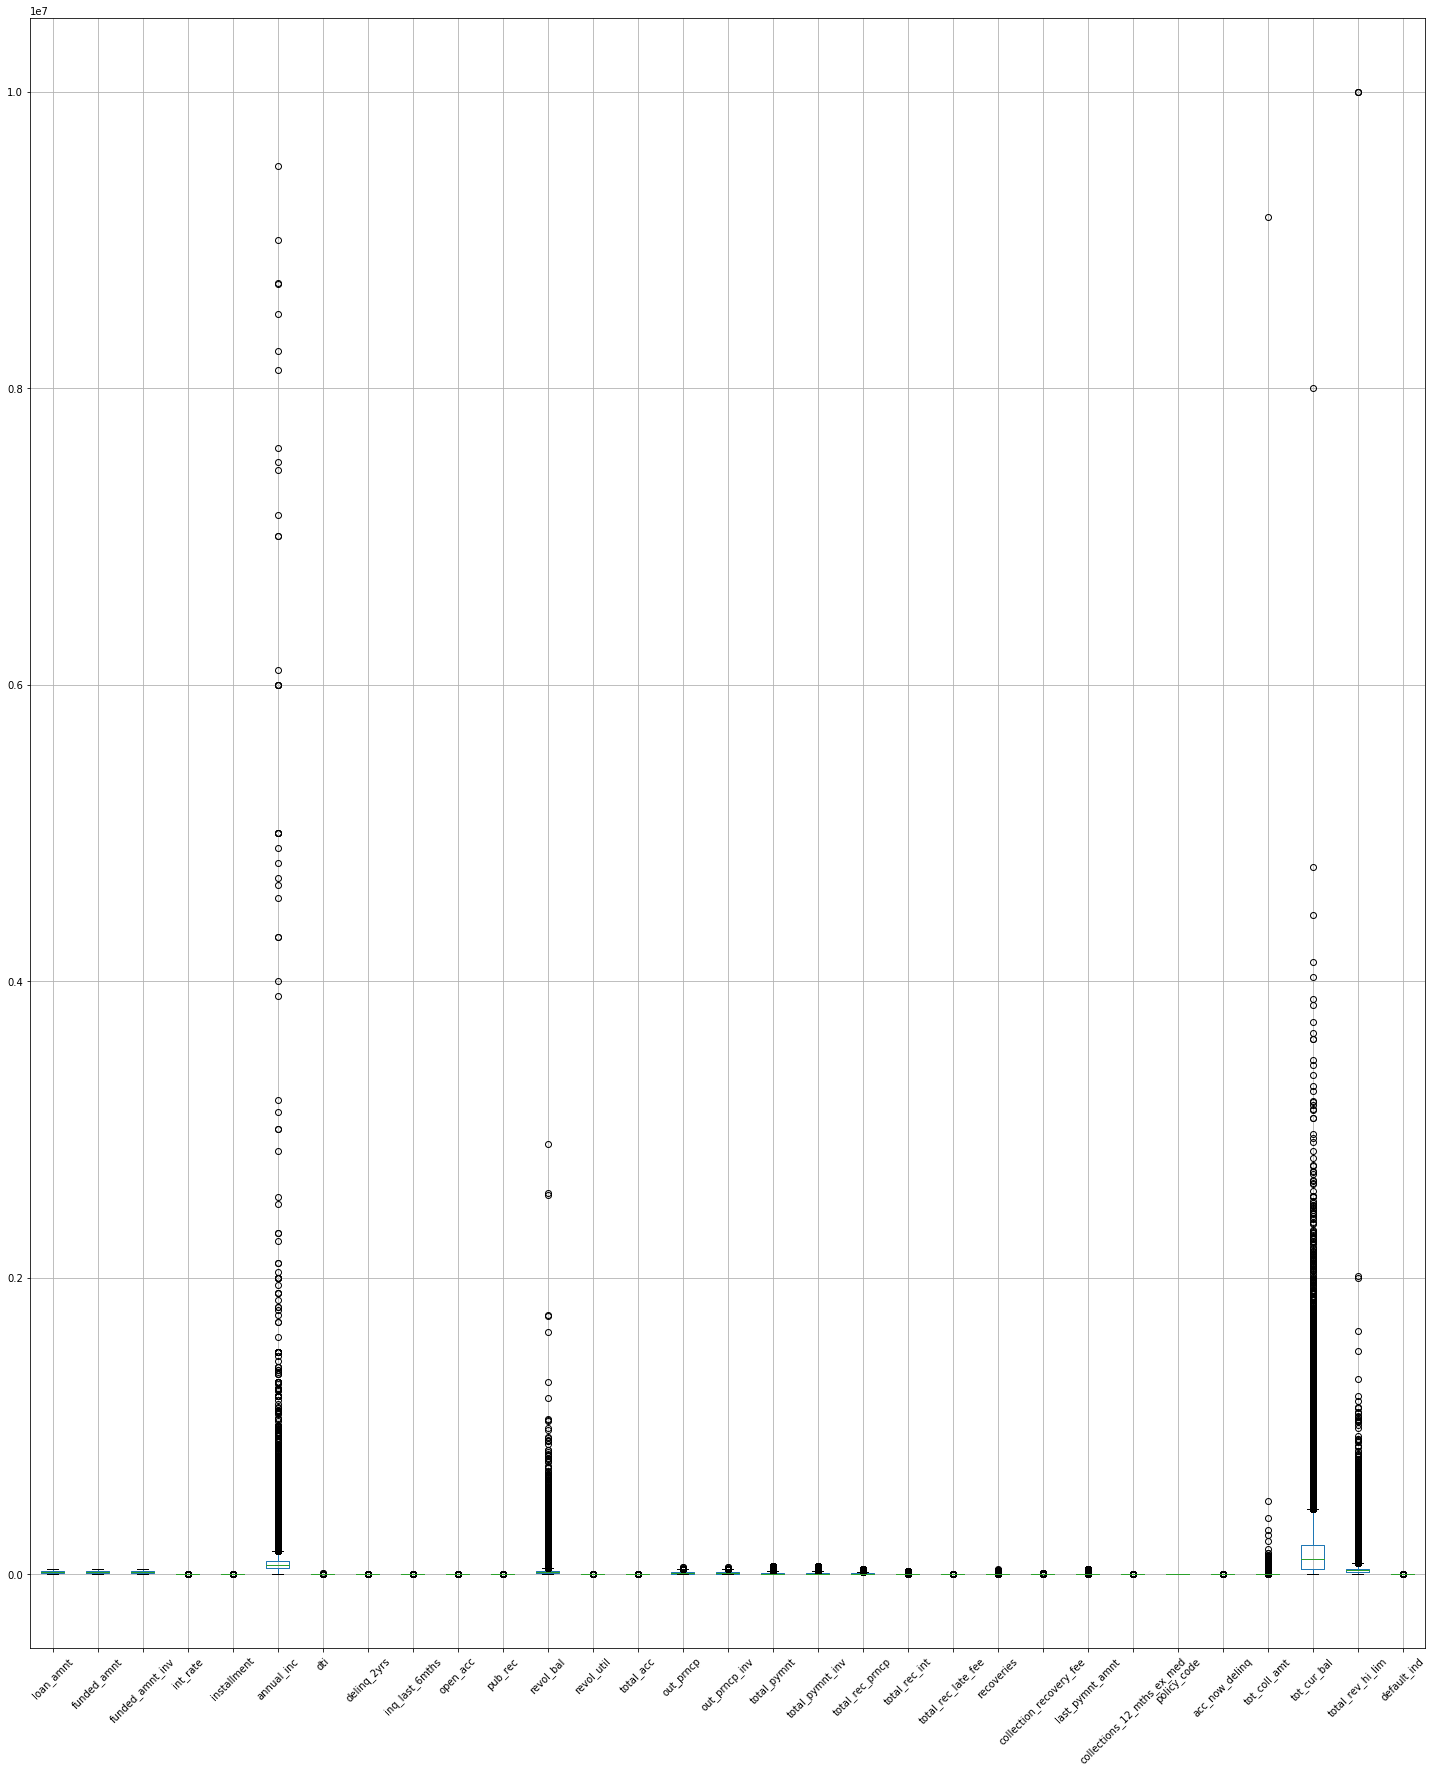 1e7
1.0
0.8
0.6
0.4
0.2
0.0
loan_amnt
funded_amnt
funded_amnt_inv
int_rate
installment
annual_inc
dti
delinq_2yrs
inq_last_6mths
open_acc
pub_rec
revol_bal
revol_util
total_acc
out_prncp
out_prncp_inv
total_pymnt
total_pymnt_inv
total_rec_prncp
total_rec_int
total_rec_late_fee
recoveries
collection_recovery_fee
last_pymnt_amnt
collections_12_mths_ex_med
policy_code
acc_now_delinq
tot_coll_amt
tot_cur_bal
total_rev_hi_lim
default_ind